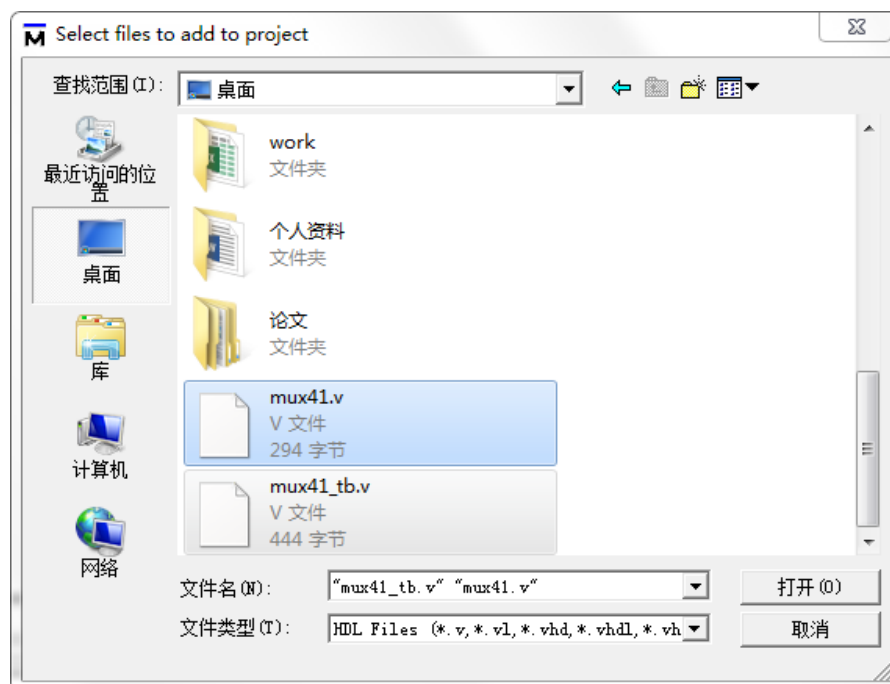 Select files to add to project
查找范围(I):
桌面
work
文件夹
最近访问的位
置
个人资料
文件夹
桌面
论文
文件夹
库
mux41.v
V 文件
294 字节
计算机
mux41_tb.v
V 文件
444 字节
网络
文件名(N):
"mux41_tb.v" "mux41.v"
打开(O)
文件类型(T):
HDL Files (*.v,*.vl,*.vhd,*.vhdl,*.vh
取消